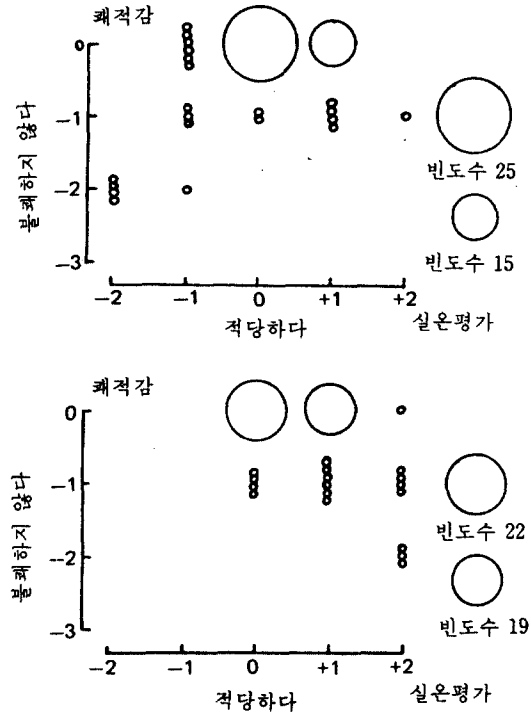 쾌적감
0
-1
-2
-3
불쾌하지 않다
빈도수 25
빈도수 15
-2 -1 0 +1 +2
적당하다 실온평가
쾌적감
0
-1
-2
-3
불쾌하지 않다
빈도수 22
빈도수 19
-2 -1 0 +1 +2
적당하다 실온평가